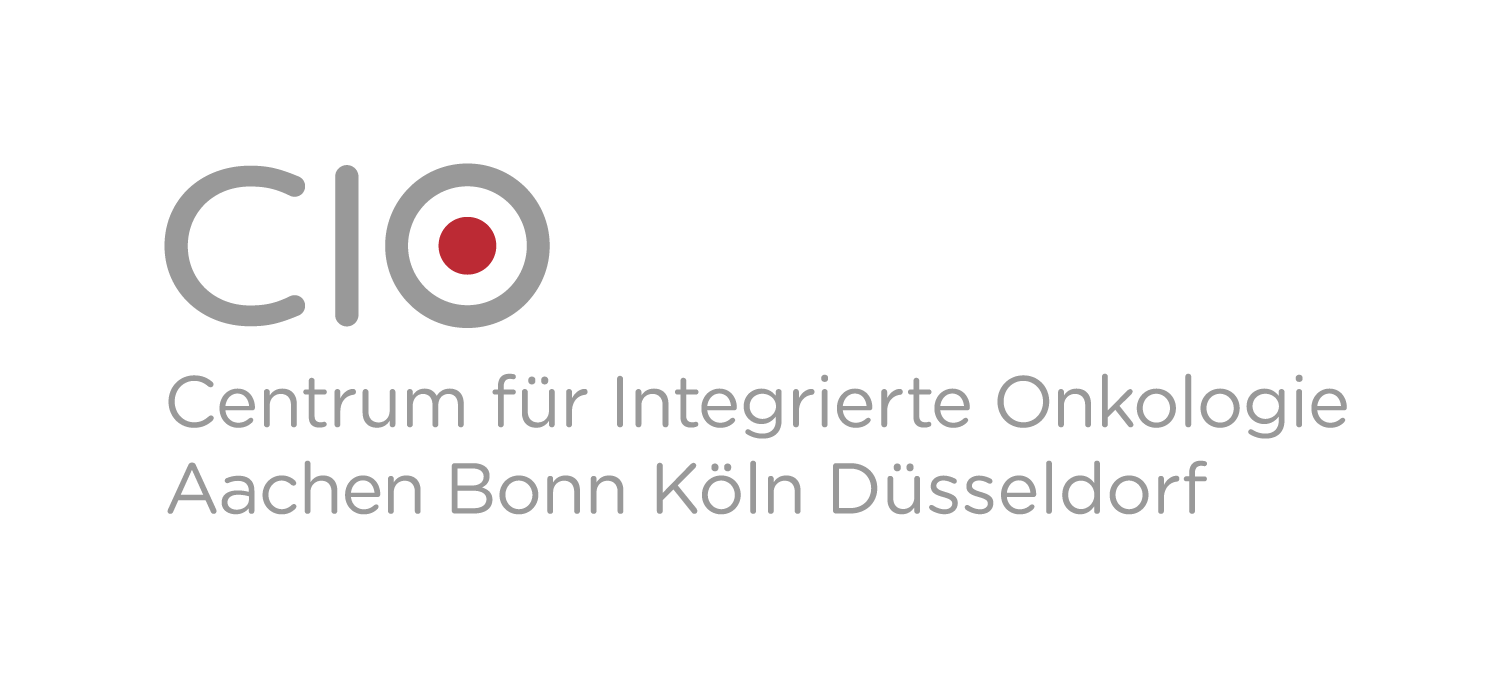 CIO
Centrum für Integrierte Onkologie
Aachen Bonn Köln Düsseldorf